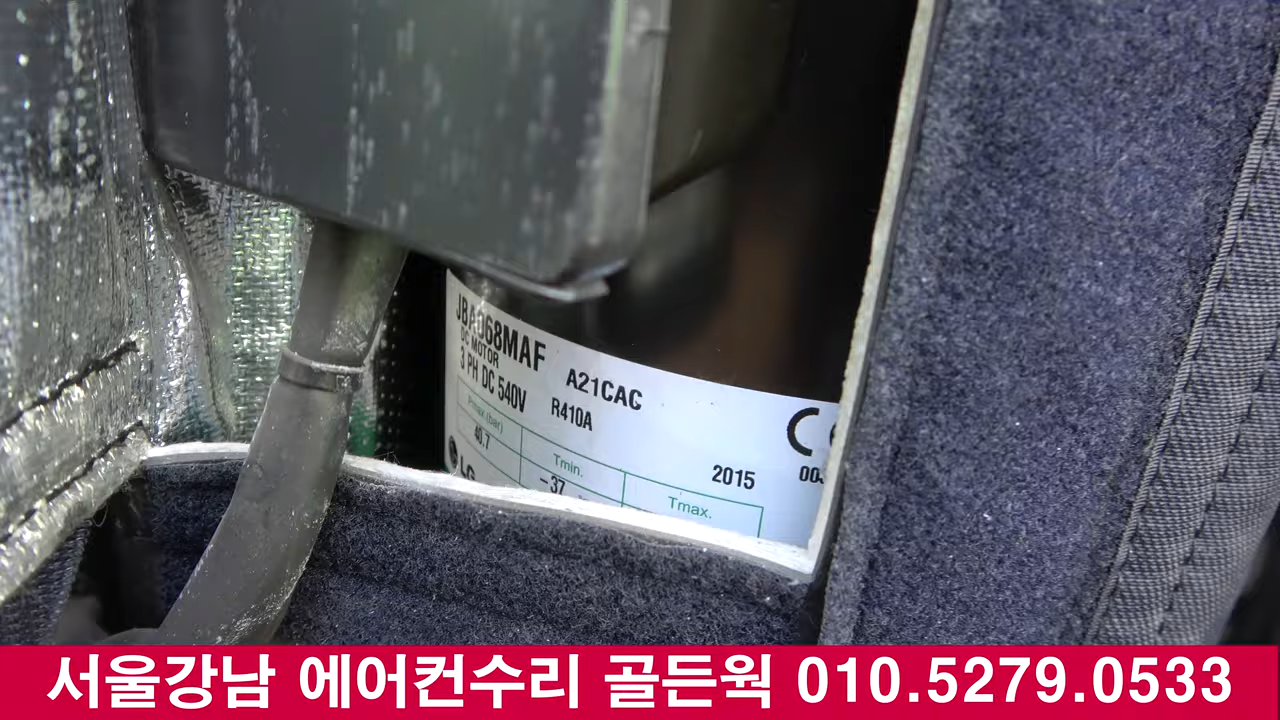 JBA068MAF
DC MOTOR
3 PH DC 540V
A21CAC
R410A
Pmax.(bar)
40.7
Tmin.
-37
Tmax.
2015
CE
LG
서울강남 에어컨수리 골든웍 010.5279.0533